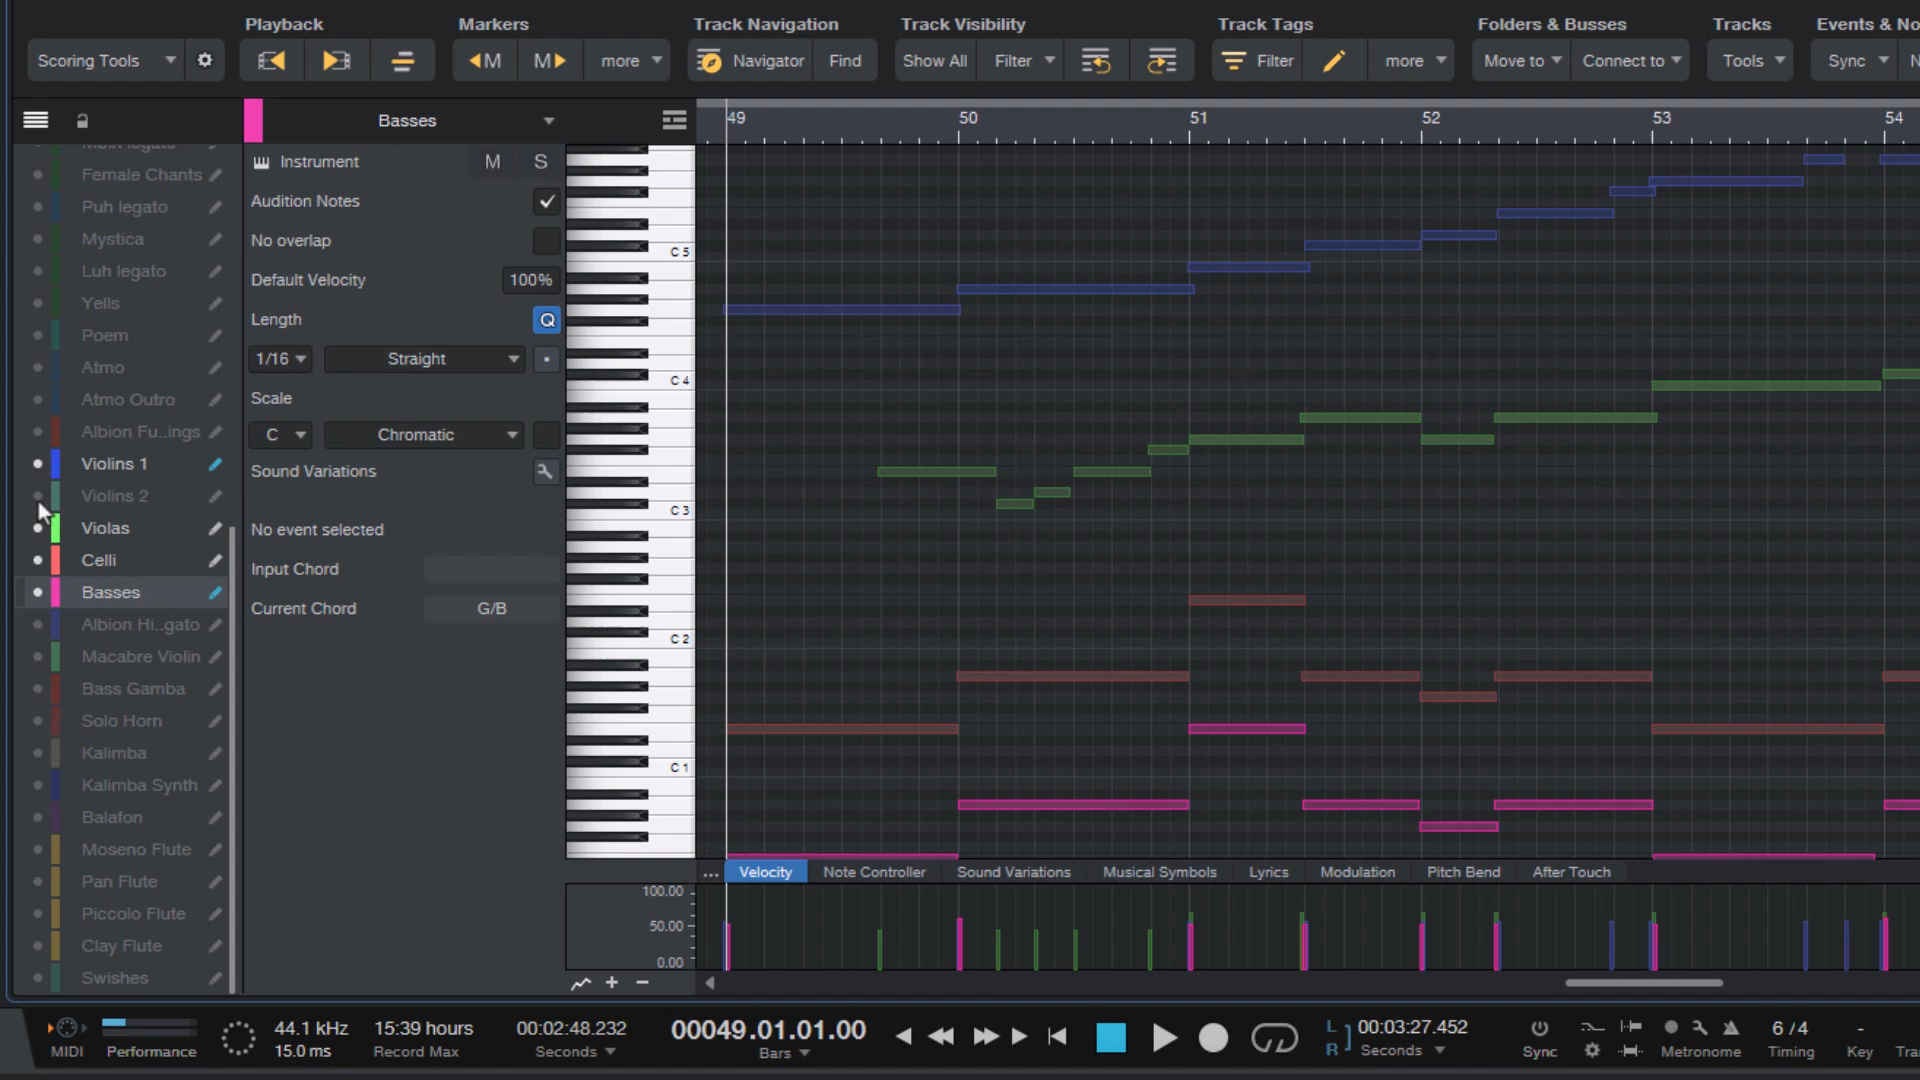 Playback Markers Track Navigation Track Visibility Track Tags Folders & Busses Tracks Events & No
Scoring Tools M M more Navigator Find Show All Filter Filter more Move to Connect to Tools Sync N
Basses 49 50 51 52 53 54
Instrument M S
Female Chants
Audition Notes
Puh legato
Mystica
No overlap
C 5
Luh legato
Default Velocity 100%
Yells
Length Q
Poem
1/16 Straight
Atmo
C 4
Atmo Outro
Scale
Albion Fu..ings
C Chromatic
Violins 1
Sound Variations
Violins 2
C 3
Violas
No event selected
Celli
Input Chord
Basses
Current Chord G/B
Albion Hi..gato
C 2
Macabre Violin
Bass Gamba
Solo Horn
Kalimba
C 1
Kalimba Synth
Balafon
Moseno Flute
... Velocity Note Controller Sound Variations Musical Symbols Lyrics Modulation Pitch Bend After Touch
Pan Flute
100.00
Piccolo Flute
50.00
Clay Flute
0.00
Swishes
44.1 kHz 15:39 hours 00:02:48.232 00049.01.01.00 L 00:03:27.452 6 / 4 -
MIDI Performance 15.0 ms Record Max Seconds Bars R Seconds Sync Metronome Timing Key Tra